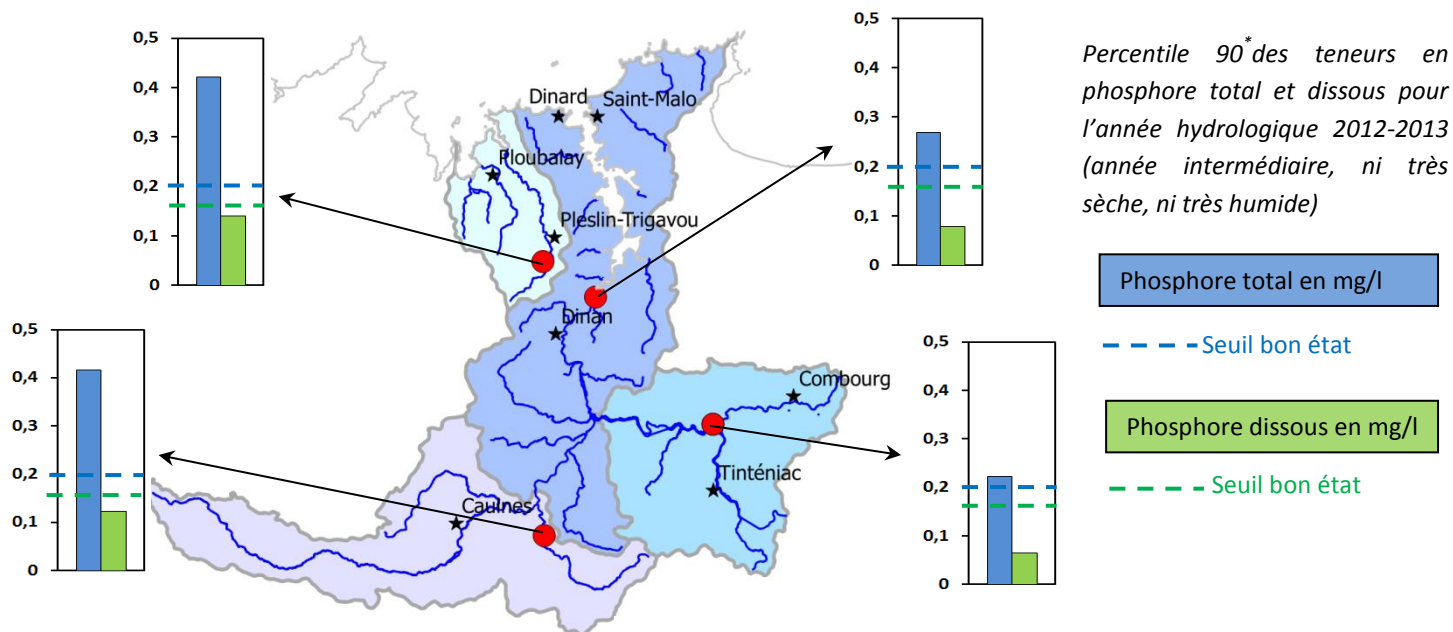 0,5
0,4
0,3
0,2
0,1
0
0,5
0,4
0,3
0,2
0,1
0
Percentile 90* des teneurs en
phosphore total et dissous pour
l'année hydrologique 2012-2013
(année intermédiaire, ni très
sèche, ni très humide)
Dinard
Saint-Malo
Ploubalay
Pleslin-Trigavou
Dinan
Combourg
Tinténiac
Caulnes
Phosphore total en mg/l
Seuil bon état
Phosphore dissous en mg/l
Seuil bon état
0,5
0,4
0,3
0,2
0,1
0
0,5
0,4
0,3
0,2
0,1
0